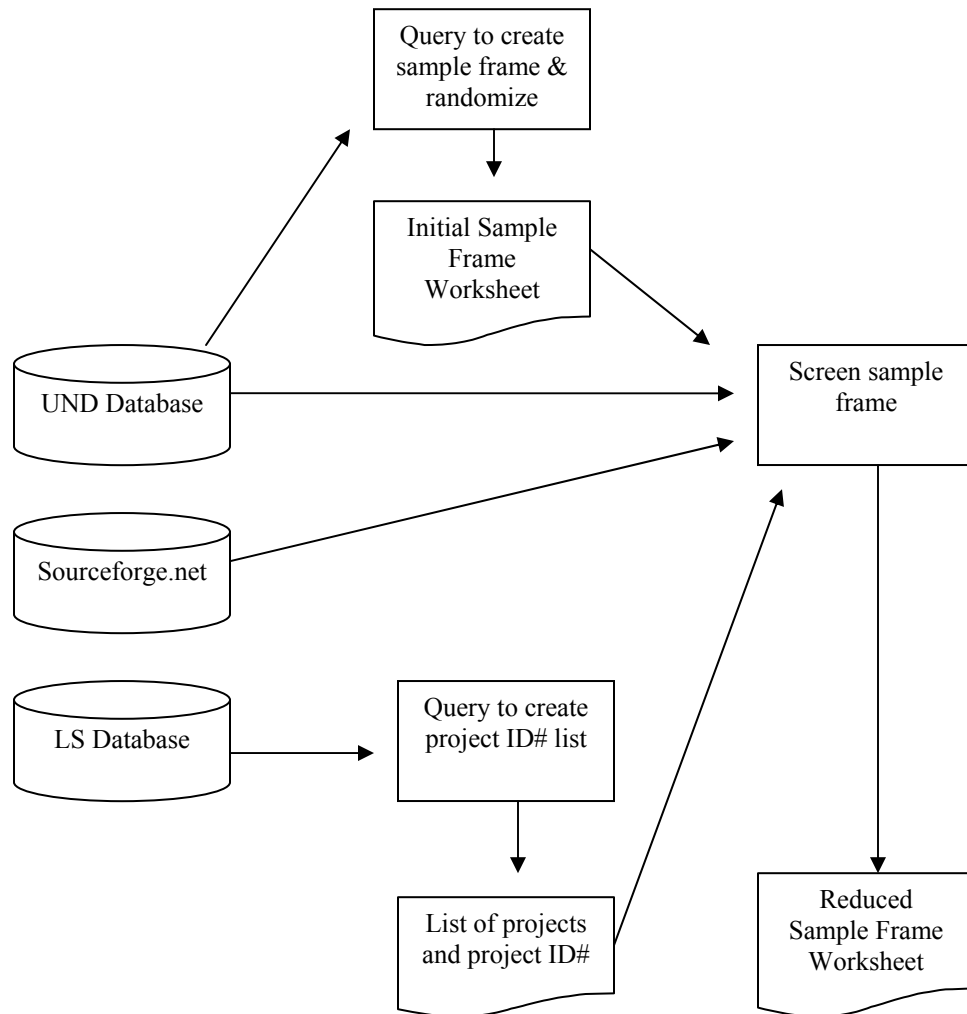 Query to create
sample frame &
randomize
Initial Sample
Frame
Worksheet
UND Database
Screen sample
frame
Sourceforge.net
LS Database
Query to create
project ID# list
List of projects
and project ID#
Reduced
Sample Frame
Worksheet